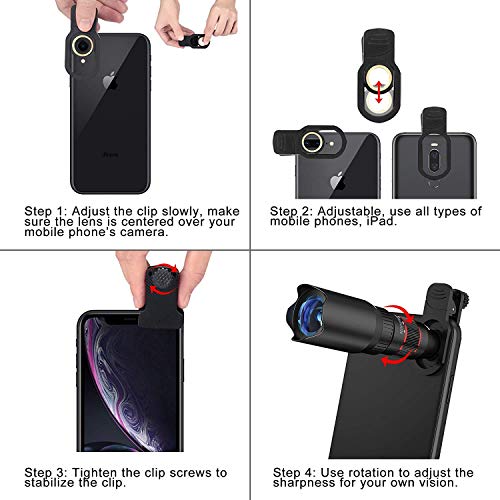 Step 1: Adjust the clip slowly, make
sure the lens is centered over your
mobile phone's camera.
Step 2: Adjustable, use all types of
mobile phones, iPad.
Step 3: Tighten the clip screws to
stabilize the clip.
Step 4: Use rotation to adjust the
sharpness for your own vision.